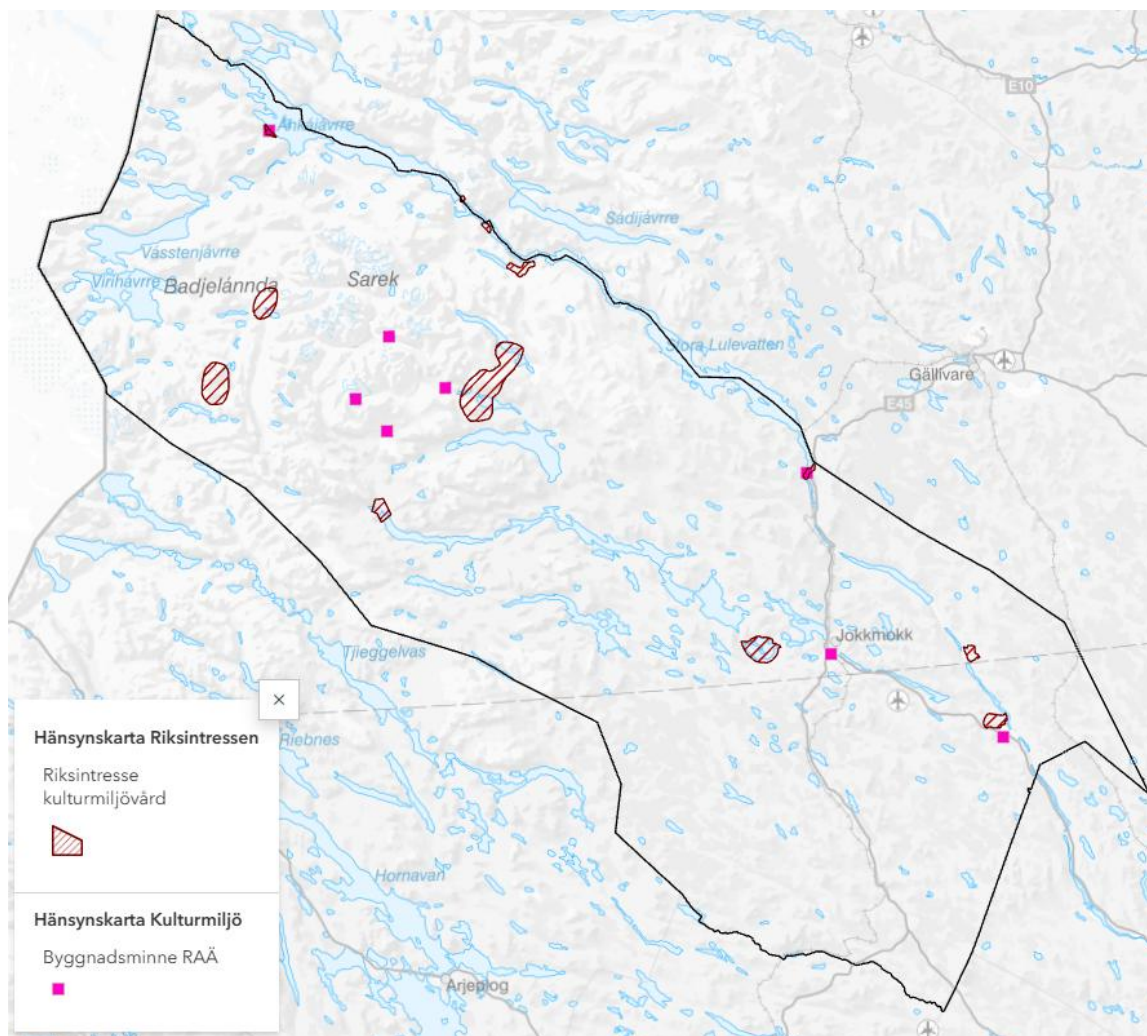 E10
Áhkájávrre
Sádijávrre
Vásstenjávrre
Virihávrre
Badjelánnda
Sarek
Stora Lulevatten
Gällivare
E45
Jokkmokk
Tjieggelvas
Riebnes
Hornavan
Arjeplog
×
Hänsynskarta Riksintressen
Riksintresse
kulturmiljövård
Hänsynskarta Kulturmiljö
Byggnadsminne RAÄ